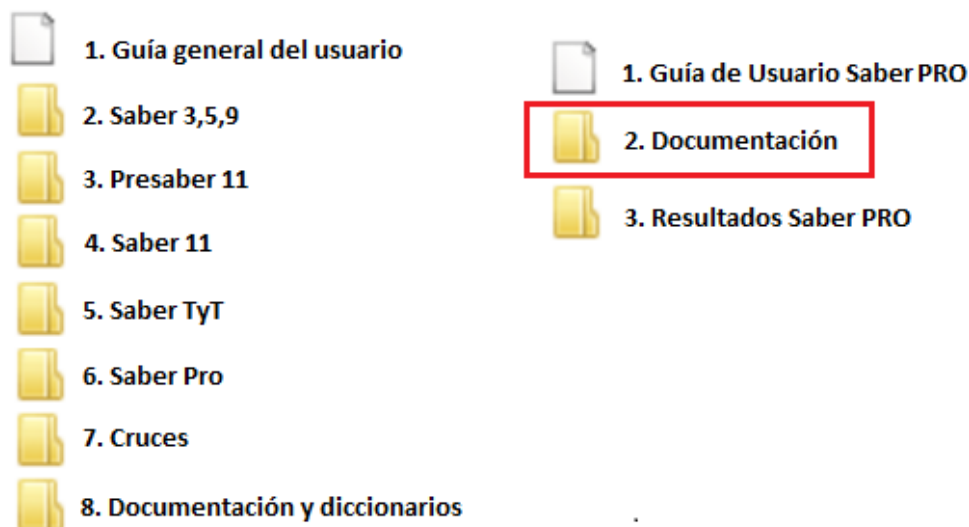 1. Guía general del usuario
2. Saber 3,5,9
3. Presaber 11
4. Saber 11
5. Saber TyT
6. Saber Pro
7. Cruces
8. Documentación y diccionarios
1. Guía de Usuario Saber PRO
2. Documentación
3. Resultados Saber PRO